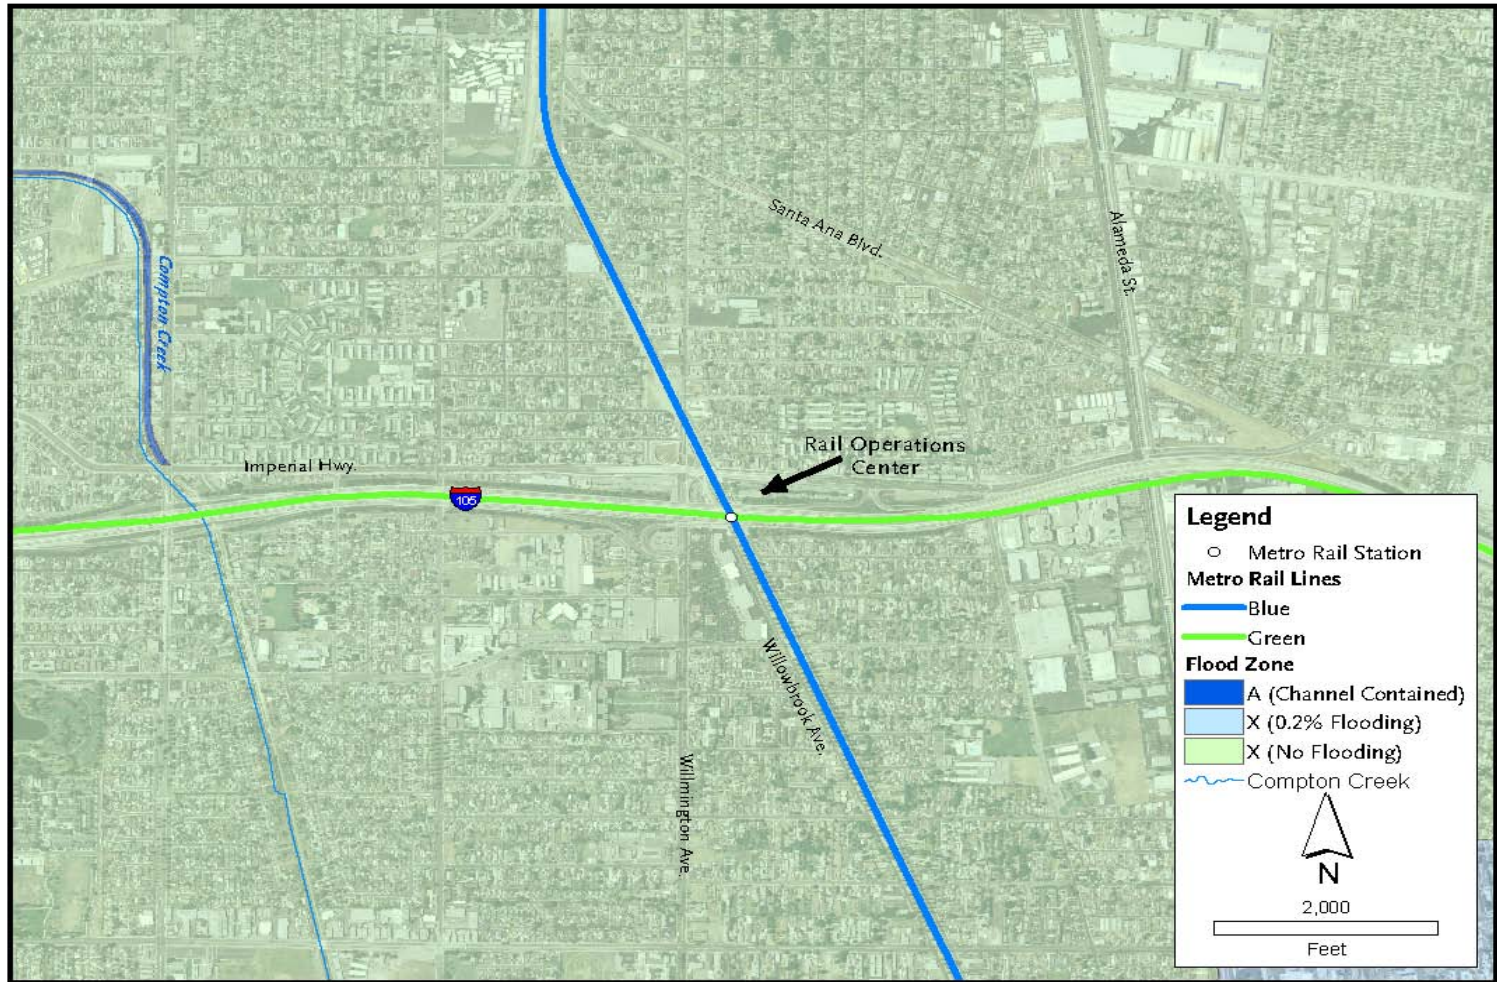 Santa Ana Blvd.
Alameda St.
Compton Creek
Rail Operations
Center
Imperial Hwy.
105
Willowbrook Ave.
Willmington Ave.
Legend
Metro Rail Station
Metro Rail Lines
Blue
Green
Flood Zone
A (Channel Contained)
X (0.2% Flooding)
X (No Flooding)
Compton Creek
N
2,000
Feet